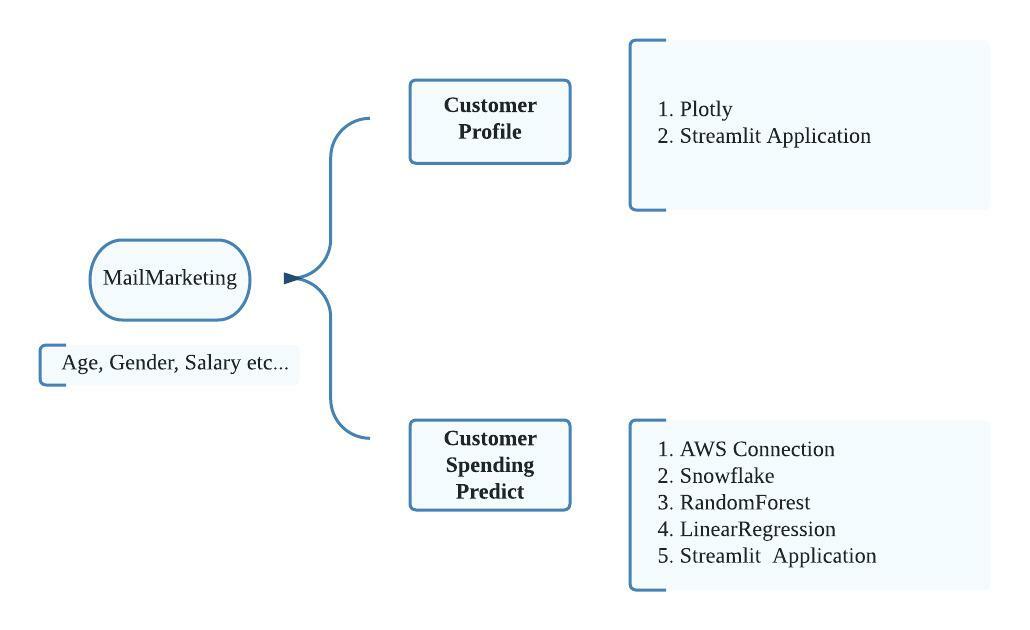 MailMarketing
Age, Gender, Salary etc...
Customer
Profile
1. Plotly
2. Streamlit Application
Customer
Spending
Predict
1. AWS Connection
2. Snowflake
3. RandomForest
4. LinearRegression
5. Streamlit  Application